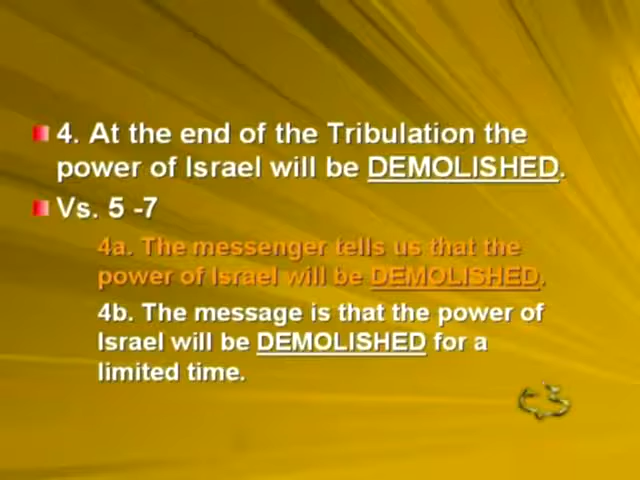 4. At the end of the Tribulation the
power of Israel will be DEMOLISHED.
Vs. 5 -7
4a. The messenger tells us that the
power of Israel will be DEMOLISHED.
4b. The message is that the power of
Israel will be DEMOLISHED for a
limited time.